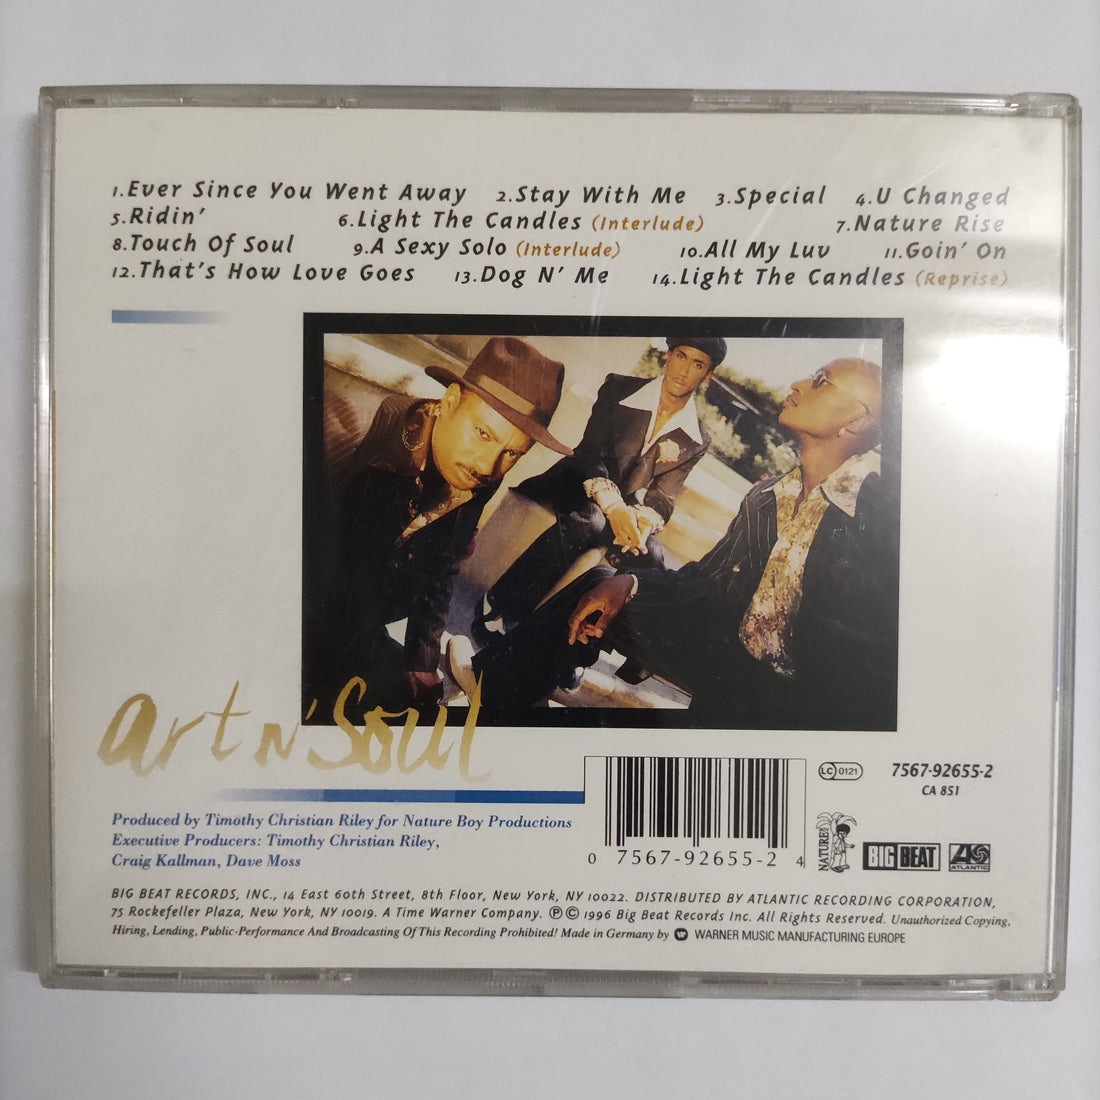 1.Ever Since You Went Away 2.Stay With Me 3.Special 4.U Changed
5.Ridin' 6.Light The Candles (Interlude) 7.Nature Rise
8.Touch Of Soul 9.A Sexy Solo (Interlude) 10.All My Luv 11.Goin' On
12.That's How Love Goes 13.Dog N' Me 14.Light The Candles (Reprise)
art n' Soul
LC 0121 7567-92655-2
CA 851
0 7567-92655-2 4
NATURE BOY
BIG BEAT
ATLANTIC
Produced by Timothy Christian Riley for Nature Boy Productions
Executive Producers: Timothy Christian Riley,
Craig Kallman, Dave Moss
BIG BEAT RECORDS, INC., 14 East 60th Street, 8th Floor, New York, NY 10022. DISTRIBUTED BY ATLANTIC RECORDING CORPORATION,
75 Rockefeller Plaza, New York, NY 10019. A Time Warner Company. ℗ © 1996 Big Beat Records Inc. All Rights Reserved. Unauthorized Copying,
Hiring, Lending, Public-Performance And Broadcasting Of This Recording Prohibited! Made in Germany by WARNER MUSIC MANUFACTURING EUROPE